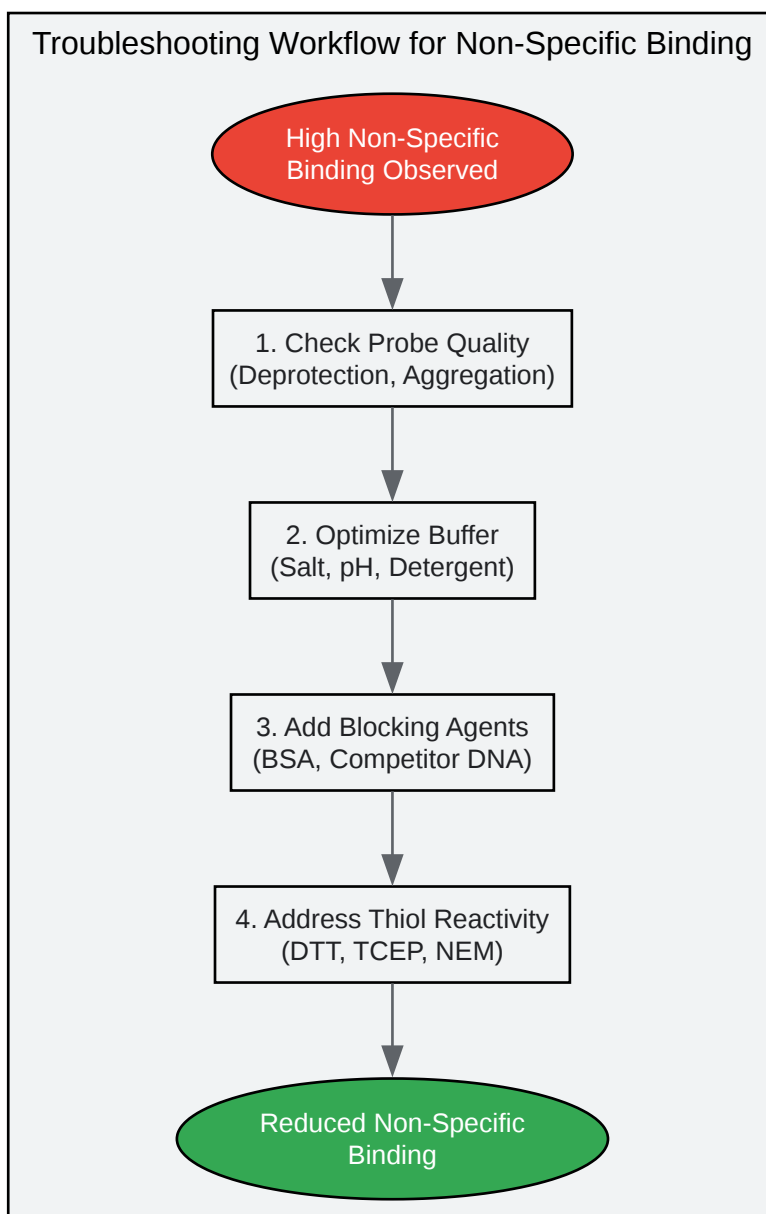 Troubleshooting Workflow for Non-Specific Binding
High Non-Specific
Binding Observed
1. Check Probe Quality
(Deprotection, Aggregation)
2. Optimize Buffer
(Salt, pH, Detergent)
3. Add Blocking Agents
(BSA, Competitor DNA)
4. Address Thiol Reactivity
(DTT, TCEP, NEM)
Reduced Non-Specific
Binding